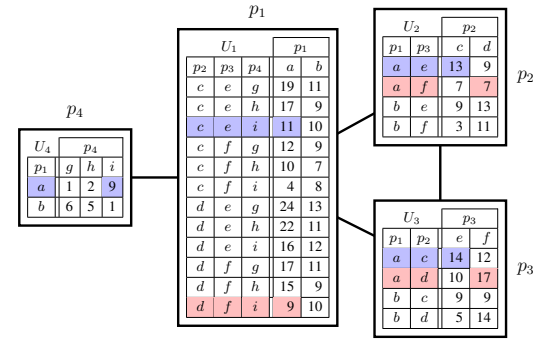 p₁
U₁ p₁
p₂ p₃ p₄ a b
c e g 19 11
c e h 17 9
c e i 11 10
c f g 12 9
c f h 10 7
c f i 4 8
d e g 24 13
d e h 22 11
d e i 16 12
d f g 17 11
d f h 15 9
d f i 9 10
p₄
U₄ p₄
p₁ g h i
a 1 2 9
b 6 5 1
U₂ p₂
p₁ p₃ c d
a e 13 9
a f 7 7
b e 9 13
b f 3 11
p₂
U₃ p₃
p₁ p₂ e f
a c 14 12
a d 10 17
b c 9 9
b d 5 14
p₃